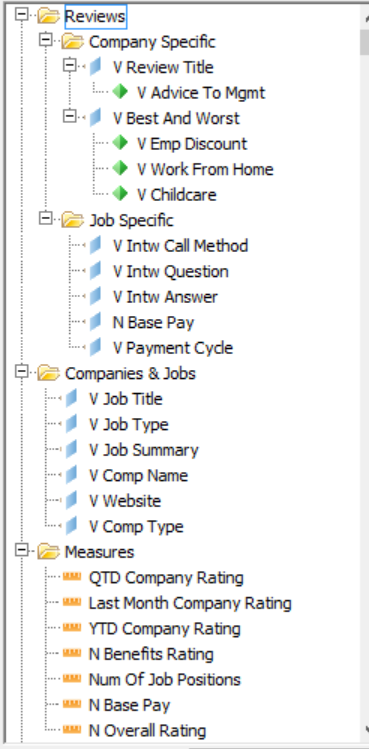 Reviews
Company Specific
V Review Title
V Advice To Mgmt
V Best And Worst
V Emp Discount
V Work From Home
V Childcare
Job Specific
V Intw Call Method
V Intw Question
V Intw Answer
N Base Pay
V Payment Cycle
Companies & Jobs
V Job Title
V Job Type
V Job Summary
V Comp Name
V Website
V Comp Type
Measures
QTD Company Rating
Last Month Company Rating
YTD Company Rating
N Benefits Rating
Num Of Job Positions
N Base Pay
N Overall Rating